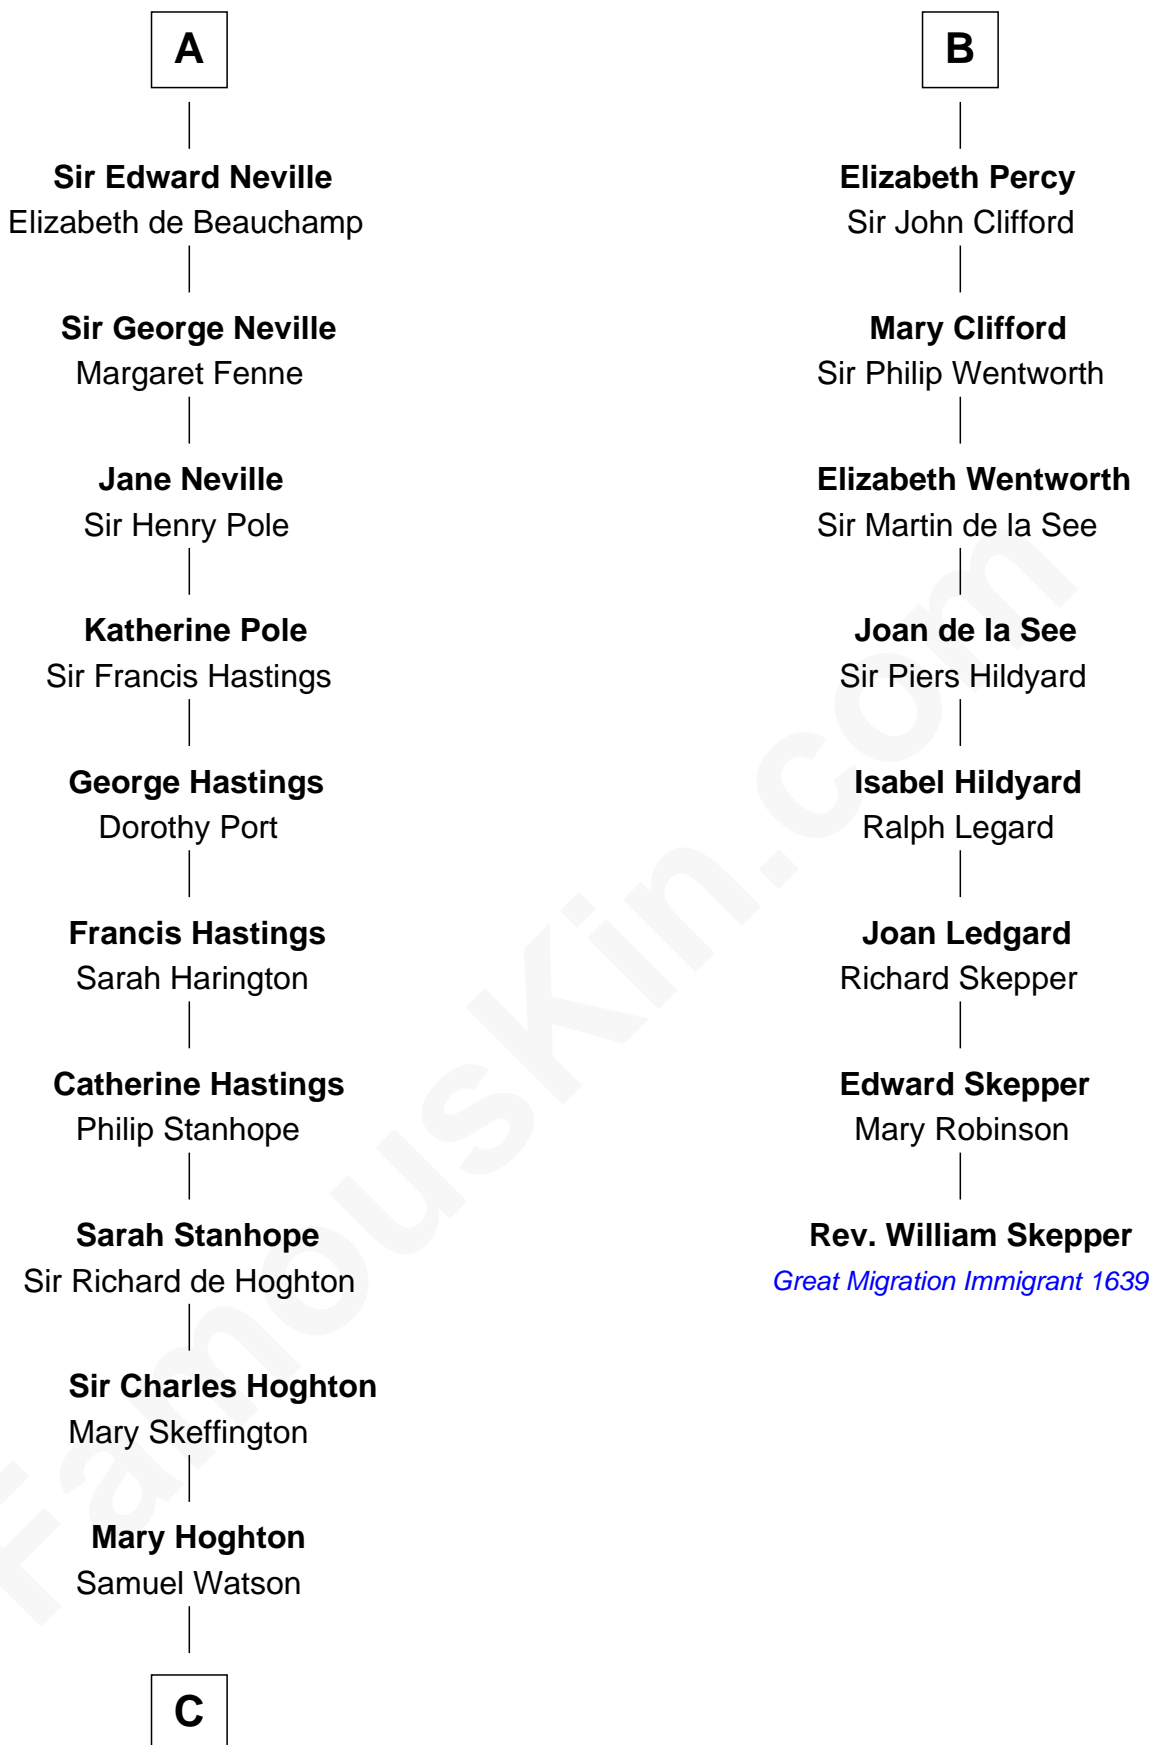 A
Sir Edward Neville
Elizabeth de Beauchamp
Sir George Neville
Margaret Fenne
Jane Neville
Sir Henry Pole
Katherine Pole
Sir Francis Hastings
George Hastings
Dorothy Port
Francis Hastings
Sarah Harington
Catherine Hastings
Philip Stanhope
Sarah Stanhope
Sir Richard de Hoghton
Sir Charles Hoghton
Mary Skeffington
Mary Hoghton
Samuel Watson
C
B
Elizabeth Percy
Sir John Clifford
Mary Clifford
Sir Philip Wentworth
Elizabeth Wentworth
Sir Martin de la See
Joan de la See
Sir Piers Hildyard
Isabel Hildyard
Ralph Legard
Joan Ledgard
Richard Skepper
Edward Skepper
Mary Robinson
Rev. William Skepper
Great Migration Immigrant 1639
FamousKin.com